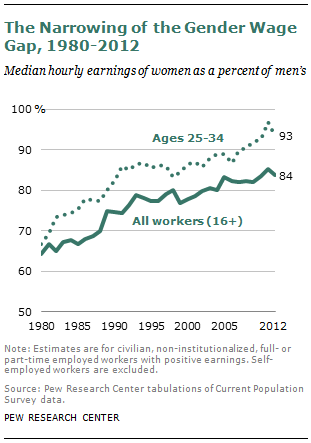 The Narrowing of the Gender Wage
Gap, 1980-2012
Median hourly earnings of women as a percent of men's
100 %
90
80
70
60
50
Ages 25-34
93
84
All workers (16+)
1980 1985 1990 1995 2000 2005 2012
Note: Estimates are for civilian, non-institutionalized, full- or
part-time employed workers with positive earnings. Self-
employed workers are excluded.
Source: Pew Research Center tabulations of Current Population
Survey data.
PEW RESEARCH CENTER